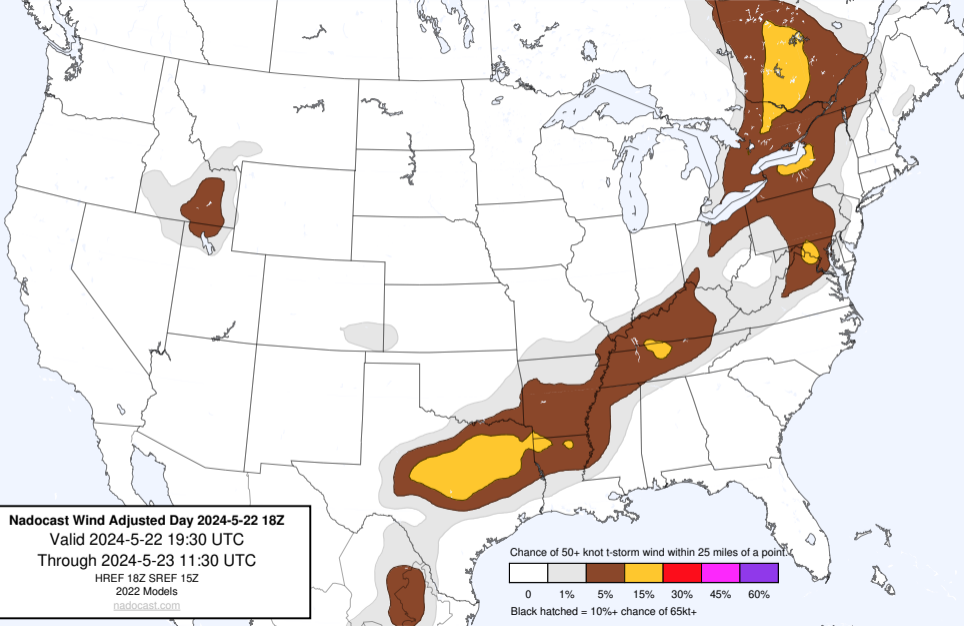 Nadocast Wind Adjusted Day 2024-5-22 18Z
Valid 2024-5-22 19:30 UTC
Through 2024-5-23 11:30 UTC
HREF 18Z SREF 15Z
2022 Models
nadocast.com
Chance of 50+ knot t-storm wind within 25 miles of a point.
0 1% 5% 15% 30% 45% 60%
Black hatched = 10%+ chance of 65kt+